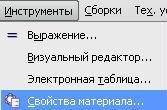 Инструменты Сборки Тех. у
Выражение...
Визуальный редактор...
Электронная таблица...
Свойства материала...